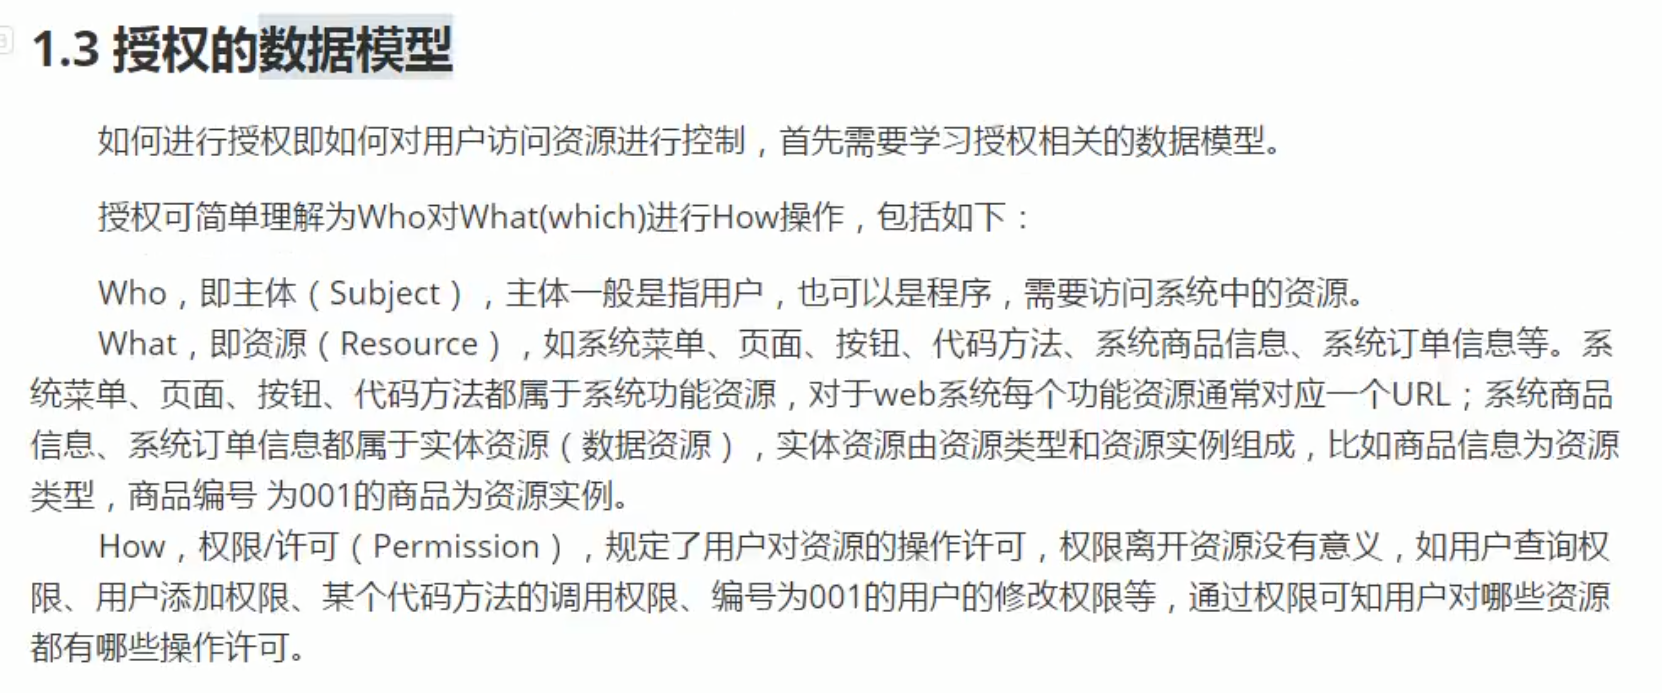 1.3 授权的数据模型
如何进行授权即如何对用户访问资源进行控制，首先需要学习授权相关的数据模型。
授权可简单理解为Who对What(which)进行How操作，包括如下：
Who，即主体（Subject），主体一般是指用户，也可以是程序，需要访问系统中的资源。
What，即资源（Resource），如系统菜单、页面、按钮、代码方法、系统商品信息、系统订单信息等。系
统菜单、页面、按钮、代码方法都属于系统功能资源，对于web系统每个功能资源通常对应一个URL；系统商品
信息、系统订单信息都属于实体资源（数据资源），实体资源由资源类型和资源实例组成，比如商品信息为资源
类型，商品编号 为001的商品为资源实例。
How，权限/许可（Permission），规定了用户对资源的操作许可，权限离开资源没有意义，如用户查询权
限、用户添加权限、某个代码方法的调用权限、编号为001的用户的修改权限等，通过权限可知用户对哪些资源
都有哪些操作许可。